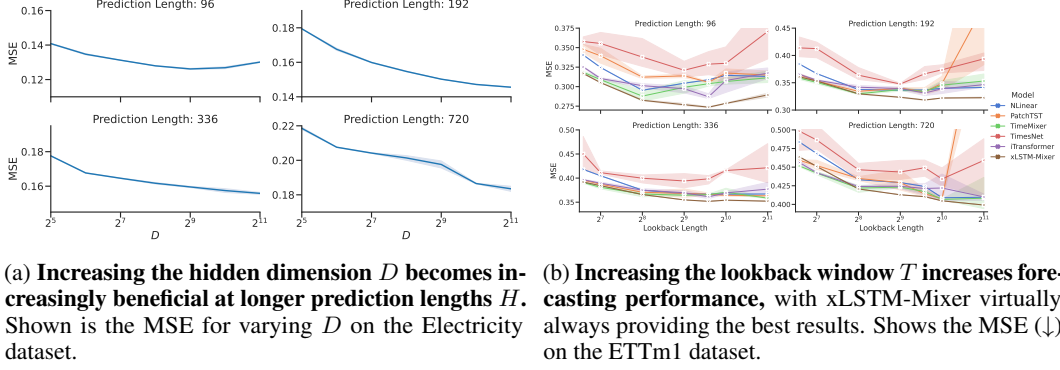 Prediction Length: 96
Prediction Length: 192
0.16
0.14
0.12
MSE
0.18
0.16
0.14
Prediction Length: 336
Prediction Length: 720
0.18
0.16
MSE
0.22
0.20
0.18
2^5 2^7 2^9 2^11
D
2^5 2^7 2^9 2^11
D
Prediction Length: 96
Prediction Length: 192
0.375
0.350
0.325
0.300
0.275
MSE
0.45
0.40
0.35
0.30
Prediction Length: 336
Prediction Length: 720
0.50
0.45
0.40
0.35
MSE
0.500
0.475
0.450
0.425
0.400
2^7 2^8 2^9 2^10 2^11
Lookback Length
2^7 2^8 2^9 2^10 2^11
Lookback Length
Model
NLinear
PatchTST
TimeMixer
TimesNet
iTransformer
xLSTM-Mixer
(a) Increasing the hidden dimension D becomes in-
creasingly beneficial at longer prediction lengths H.
Shown is the MSE for varying D on the Electricity
dataset.
(b) Increasing the lookback window T increases fore-
casting performance, with xLSTM-Mixer virtually
always providing the best results. Shows the MSE (↓)
on the ETTm1 dataset.